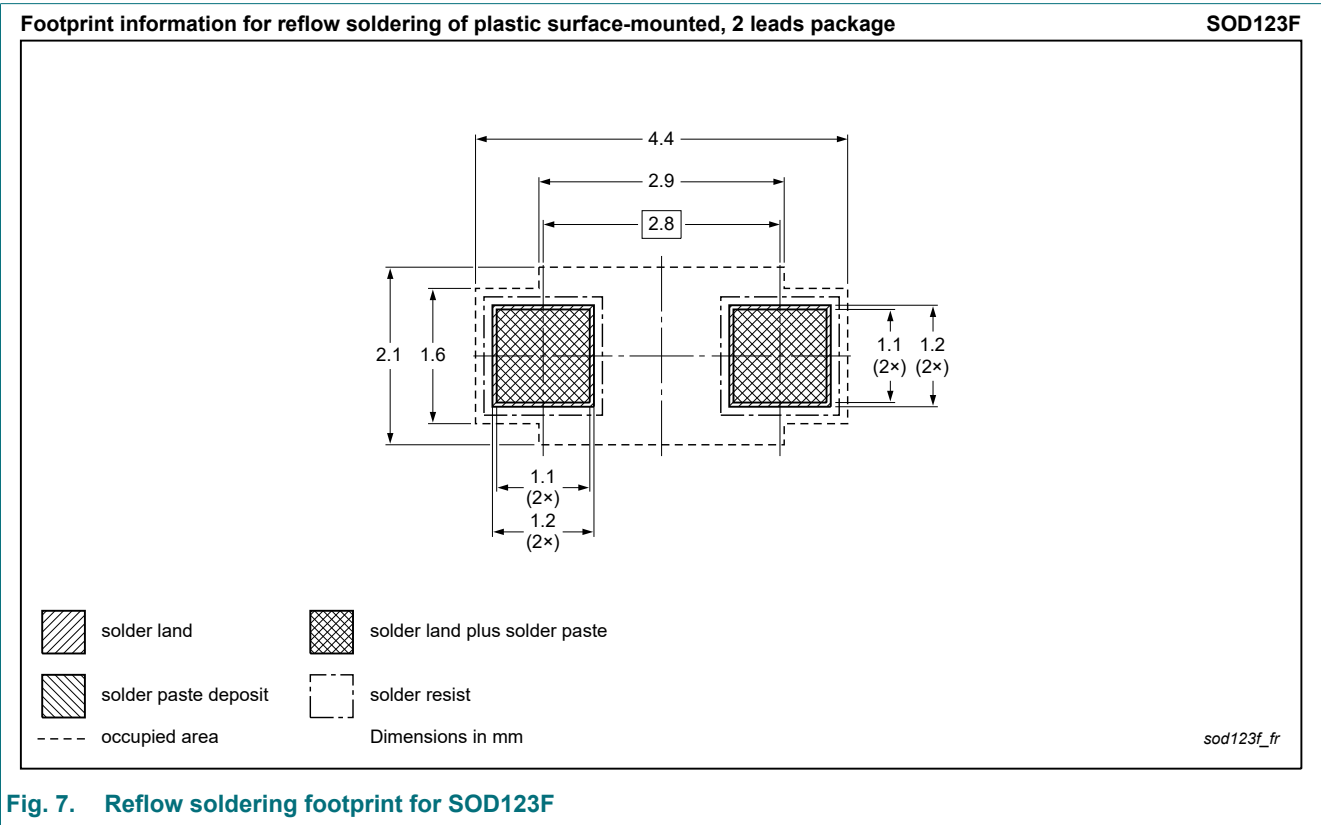 Footprint information for reflow soldering of plastic surface-mounted, 2 leads package SOD123F
4.4
2.9
2.8
2.1 1.6
1.1 1.2
(2×) (2×)
1.1
(2×)
1.2
(2×)
solder land
solder land plus solder paste
solder paste deposit
solder resist
occupied area
Dimensions in mm
sod123f_fr
Fig. 7. Reflow soldering footprint for SOD123F